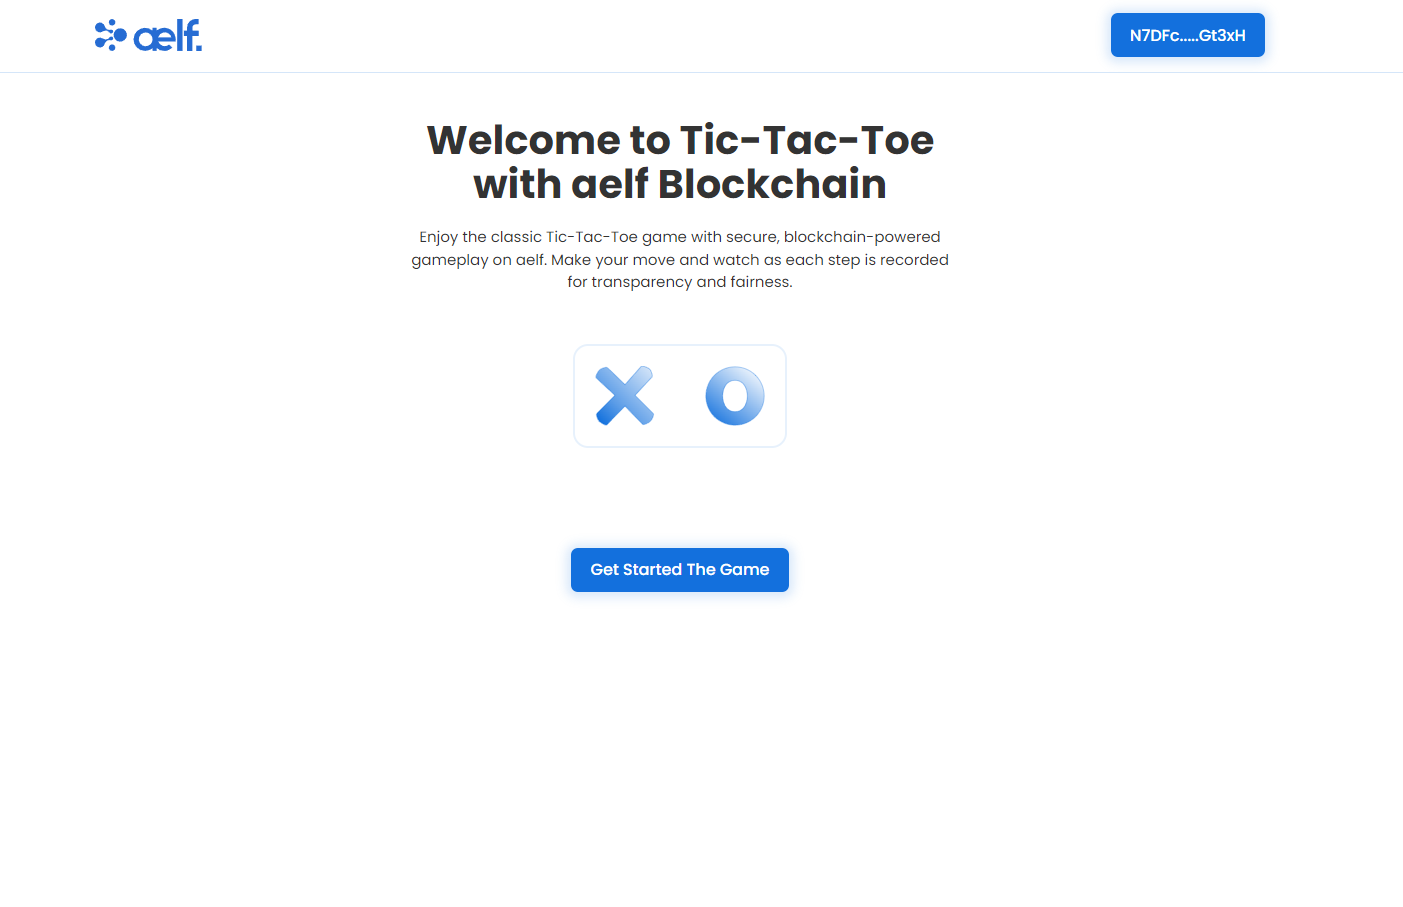 aelf.
N7DFc.....Gt3xH
Welcome to Tic-Tac-Toe
with aelf Blockchain
Enjoy the classic Tic-Tac-Toe game with secure, blockchain-powered
gameplay on aelf. Make your move and watch as each step is recorded
for transparency and fairness.
X O
Get Started The Game